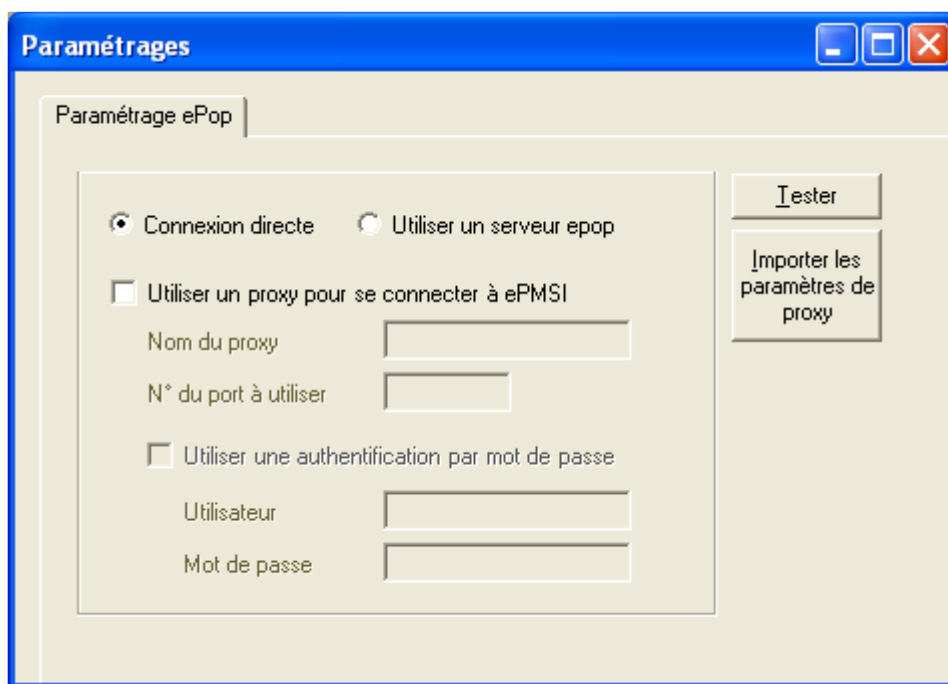 Paramétrages
Paramétrage ePop
Connexion directe
Utiliser un serveur epop
Tester
Importer les
paramètres de
proxy
Utiliser un proxy pour se connecter à ePMSI
Nom du proxy
N° du port à utiliser
Utiliser une authentification par mot de passe
Utilisateur
Mot de passe